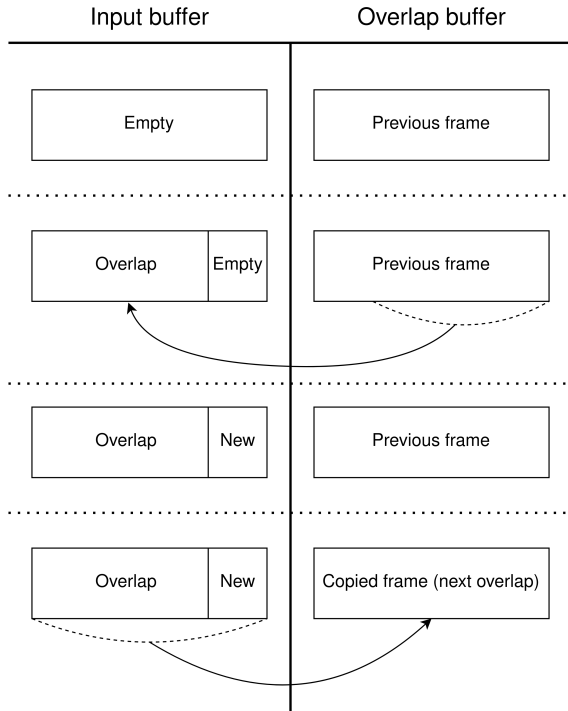 Input buffer
Overlap buffer
Empty
Previous frame
Overlap
Empty
Previous frame
Overlap
New
Previous frame
Overlap
New
Copied frame (next overlap)